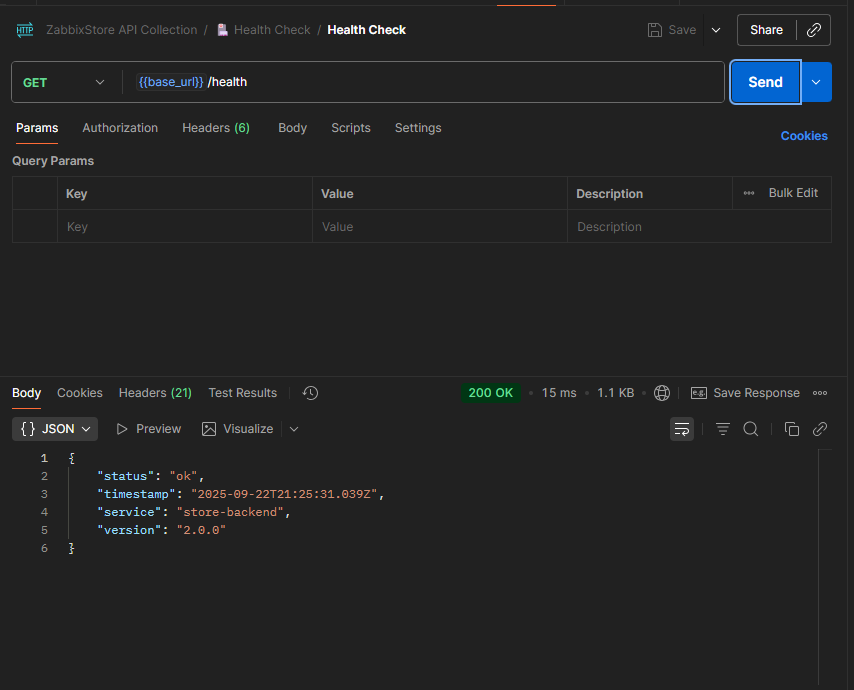 HTTP ZabbixStore API Collection / Health Check / Health Check Save Share
GET {{base_url}} /health Send
Params Authorization Headers (6) Body Scripts Settings Cookies
Query Params
Key Value Description Bulk Edit
Key Value Description
Body Cookies Headers (21) Test Results 200 OK 15 ms 1.1 KB e.g. Save Response
{} JSON Preview Visualize
1 {
2 "status": "ok",
3 "timestamp": "2025-09-22T21:25:31.039Z",
4 "service": "store-backend",
5 "version": "2.0.0"
6 }